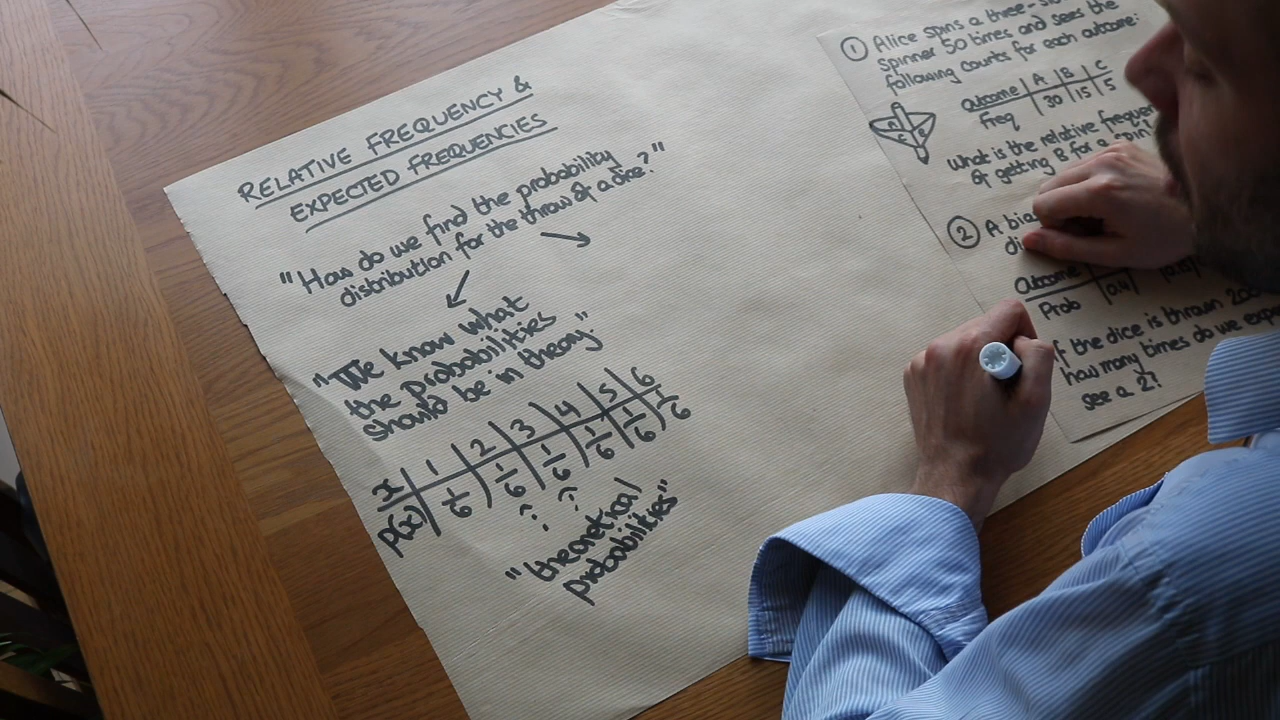 RELATIVE FREQUENCY &
EXPECTED FREQUENCIES
"How do we find the probability
distribution for the throw of a dice?"
"We know what
the probabilities
should be in theory."
x 1 2 3 4 5 6
P(x) 1/6 1/6 1/6 1/6 1/6 1/6
"theoretical
probabilities"
1 Alice spins a
spinner 50 times and sees the
following counts for each outcome:
Outcome A B C
Freq 30 15 5
A C B
What is the relative
of getting B for a
2 A
Outcome
Prob 0.4 0.15
If the dice is thrown
how many times do we
see a 2?